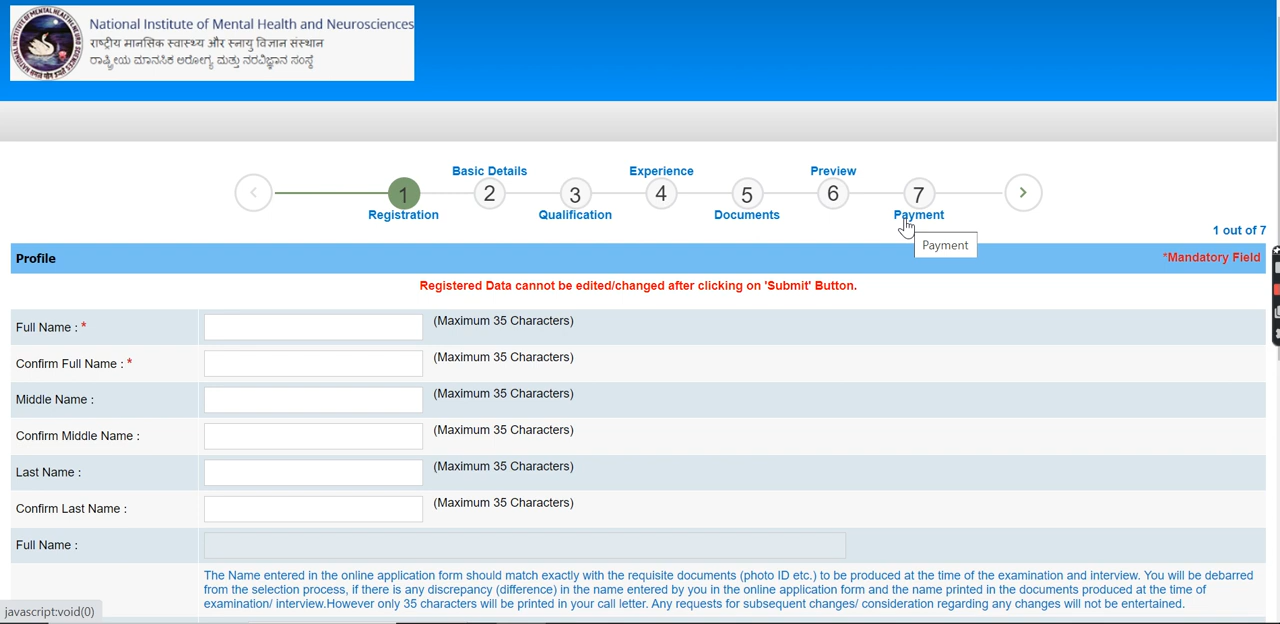 National Institute of Mental Health and Neurosciences
राष्ट्रीय मानसिक स्वास्थ्य और स्नायु विज्ञान संस्थान
ರಾಷ್ಟ್ರೀಯ ಮಾನಸಿಕ ಆರೋಗ್ಯ ಮತ್ತು ನರವಿಜ್ಞಾನ ಸಂಸ್ಥೆ
Basic Details Experience Preview
1 2 3 4 5 6 7
Registration Qualification Documents Payment
Payment
1 out of 7
Profile *Mandatory Field
Registered Data cannot be edited/changed after clicking on 'Submit' Button.
Full Name : * (Maximum 35 Characters)
Confirm Full Name : * (Maximum 35 Characters)
Middle Name : (Maximum 35 Characters)
Confirm Middle Name : (Maximum 35 Characters)
Last Name : (Maximum 35 Characters)
Confirm Last Name : (Maximum 35 Characters)
Full Name :
The Name entered in the online application form should match exactly with the requisite documents (photo ID etc.) to be produced at the time of the examination and interview. You will be debarred
from the selection process, if there is any discrepancy (difference) in the name entered by you in the online application form and the name printed in the documents produced at the time of
examination/ interview.However only 35 characters will be printed in your call letter. Any requests for subsequent changes/ consideration regarding any changes will not be entertained.
javascript:void(0)